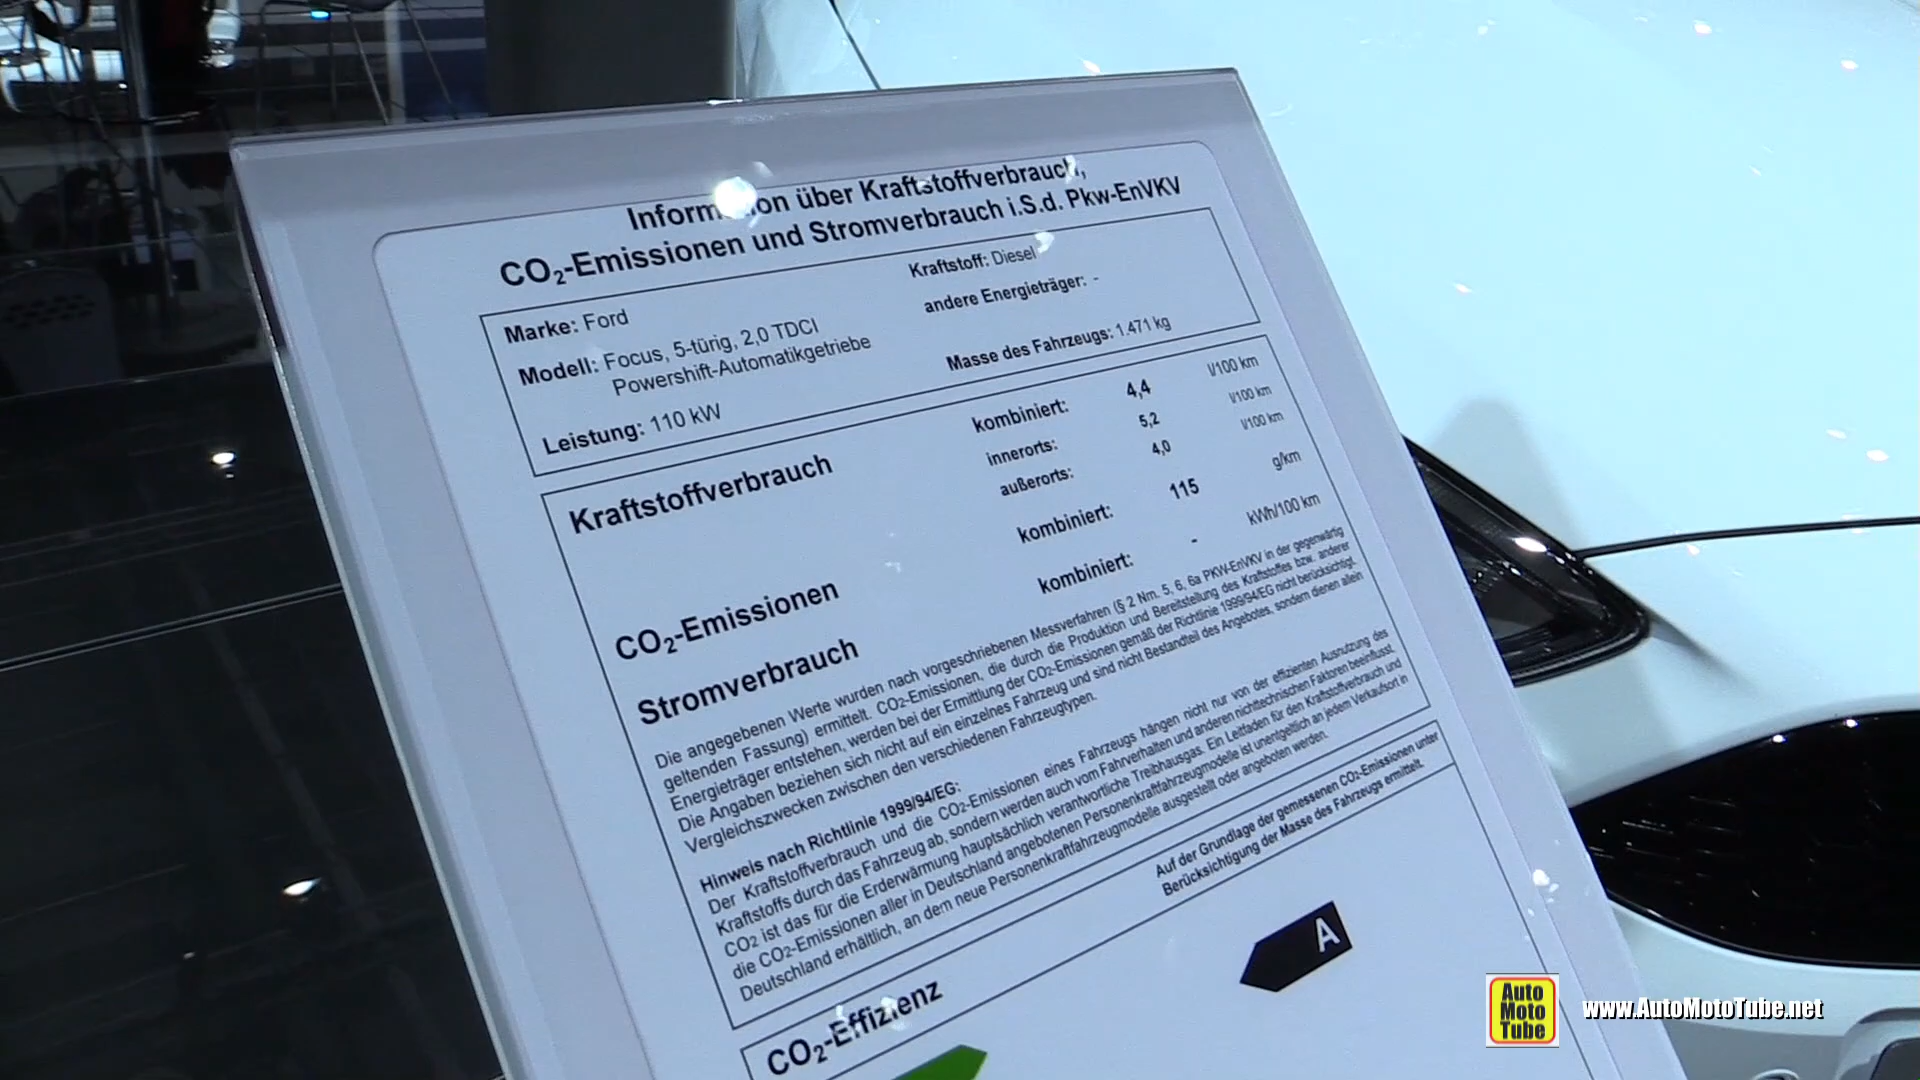 Information über Kraftstoffverbrauch,
CO2-Emissionen und Stromverbrauch i.S.d. Pkw-EnVKV
Marke: Ford
Kraftstoff: Diesel
andere Energieträger: -
Modell: Focus, 5-türig, 2,0 TDCI
Powershift-Automatikgetriebe
Leistung: 110 kW
Masse des Fahrzeugs: 1.471 kg
Kraftstoffverbrauch
kombiniert: 4,4 l/100 km
innerorts: 5,2 l/100 km
außerorts: 4,0 l/100 km
CO2-Emissionen kombiniert: 115 g/km
Stromverbrauch kombiniert: - kWh/100 km
Die angegebenen Werte wurden nach vorgeschriebenen Messverfahren (§ 2 Nrn. 5, 6, 6a PKW-EnVKV in der gegenwärtig
geltenden Fassung) ermittelt. CO2-Emissionen, die durch die Produktion und Bereitstellung des Kraftstoffes bzw. anderer
Energieträger entstehen, werden bei der Ermittlung der CO2-Emissionen gemäß der Richtlinie 1999/94/EG nicht berücksichtigt.
Die Angaben beziehen sich nicht auf ein einzelnes Fahrzeug und sind nicht Bestandteil des Angebotes, sondern dienen allein
Vergleichszwecken zwischen den verschiedenen Fahrzeugtypen.
Hinweis nach Richtlinie 1999/94/EG:
Der Kraftstoffverbrauch und die CO2-Emissionen eines Fahrzeugs hängen nicht nur von der effizienten Ausnutzung des
Kraftstoffs durch das Fahrzeug ab, sondern werden auch vom Fahrverhalten und anderen nichttechnischen Faktoren beeinflusst.
CO2 ist das für die Erderwärmung hauptsächlich verantwortliche Treibhausgas. Ein Leitfaden für den Kraftstoffverbrauch und
die CO2-Emissionen aller in Deutschland angebotenen Personenkraftfahrzeugmodelle ist unentgeltlich an jedem Verkaufsort in
Deutschland erhältlich, an dem neue Personenkraftfahrzeugmodelle ausgestellt oder angeboten werden.
CO2-Effizienz
Auf der Grundlage der gemessenen CO2-Emissionen unter
Berücksichtigung der Masse des Fahrzeugs ermittelt.
A
Auto
Moto
Tube
www.AutoMotoTube.net